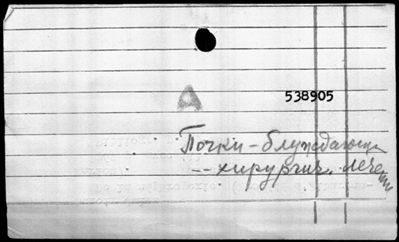 А
538905
Почки - блуждающ.
-- хирургич. лечен